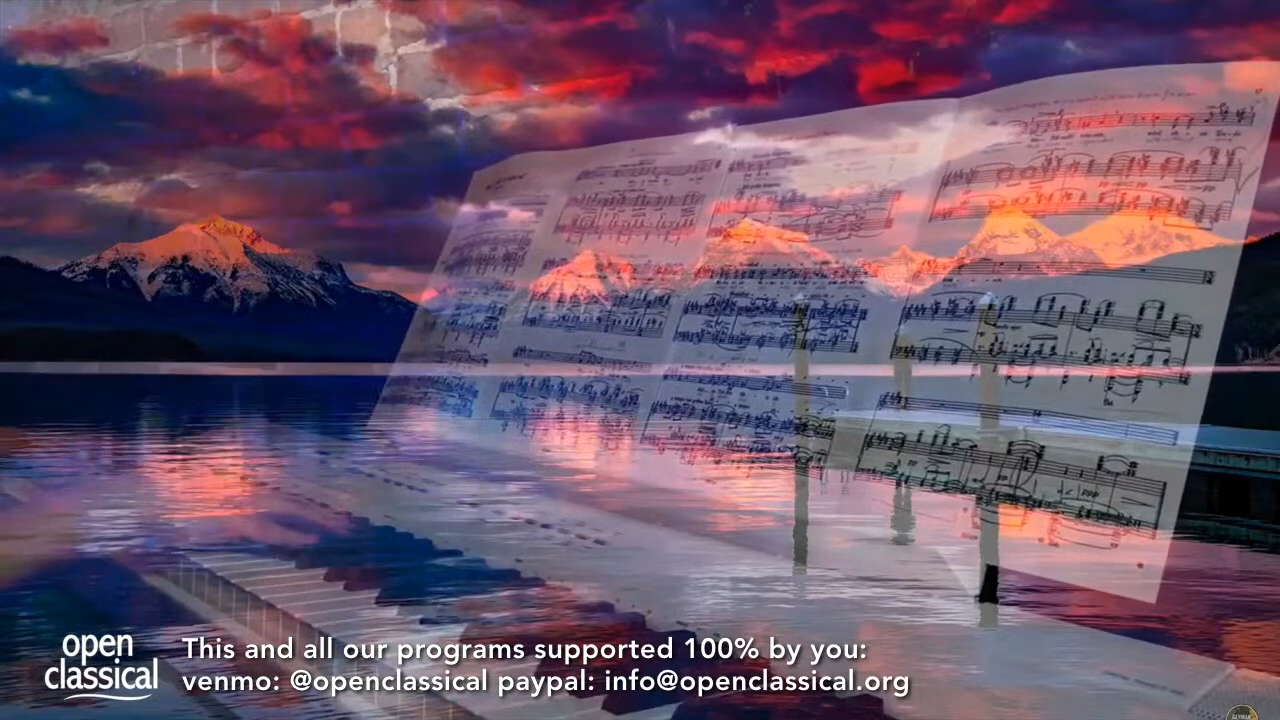 open
classical
This and all our programs supported 100% by you:
venmo: @openclassical paypal: info@openclassical.org